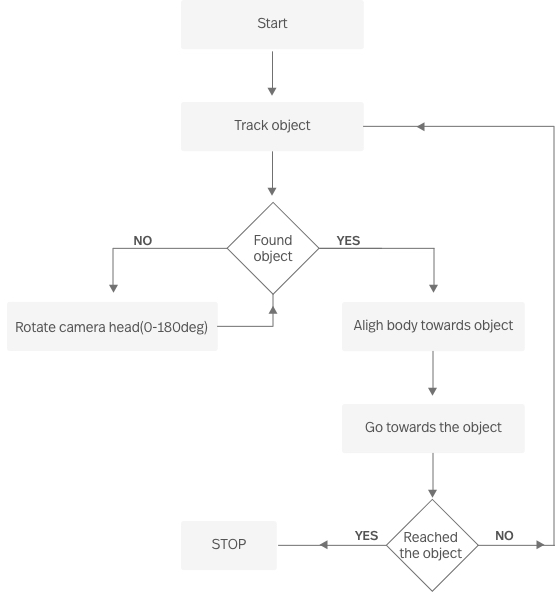 Start
Track object
NO
Found
object
YES
Rotate camera head(0-180deg)
Aligh body towards object
Go towards the object
STOP
YES
Reached
the object
NO